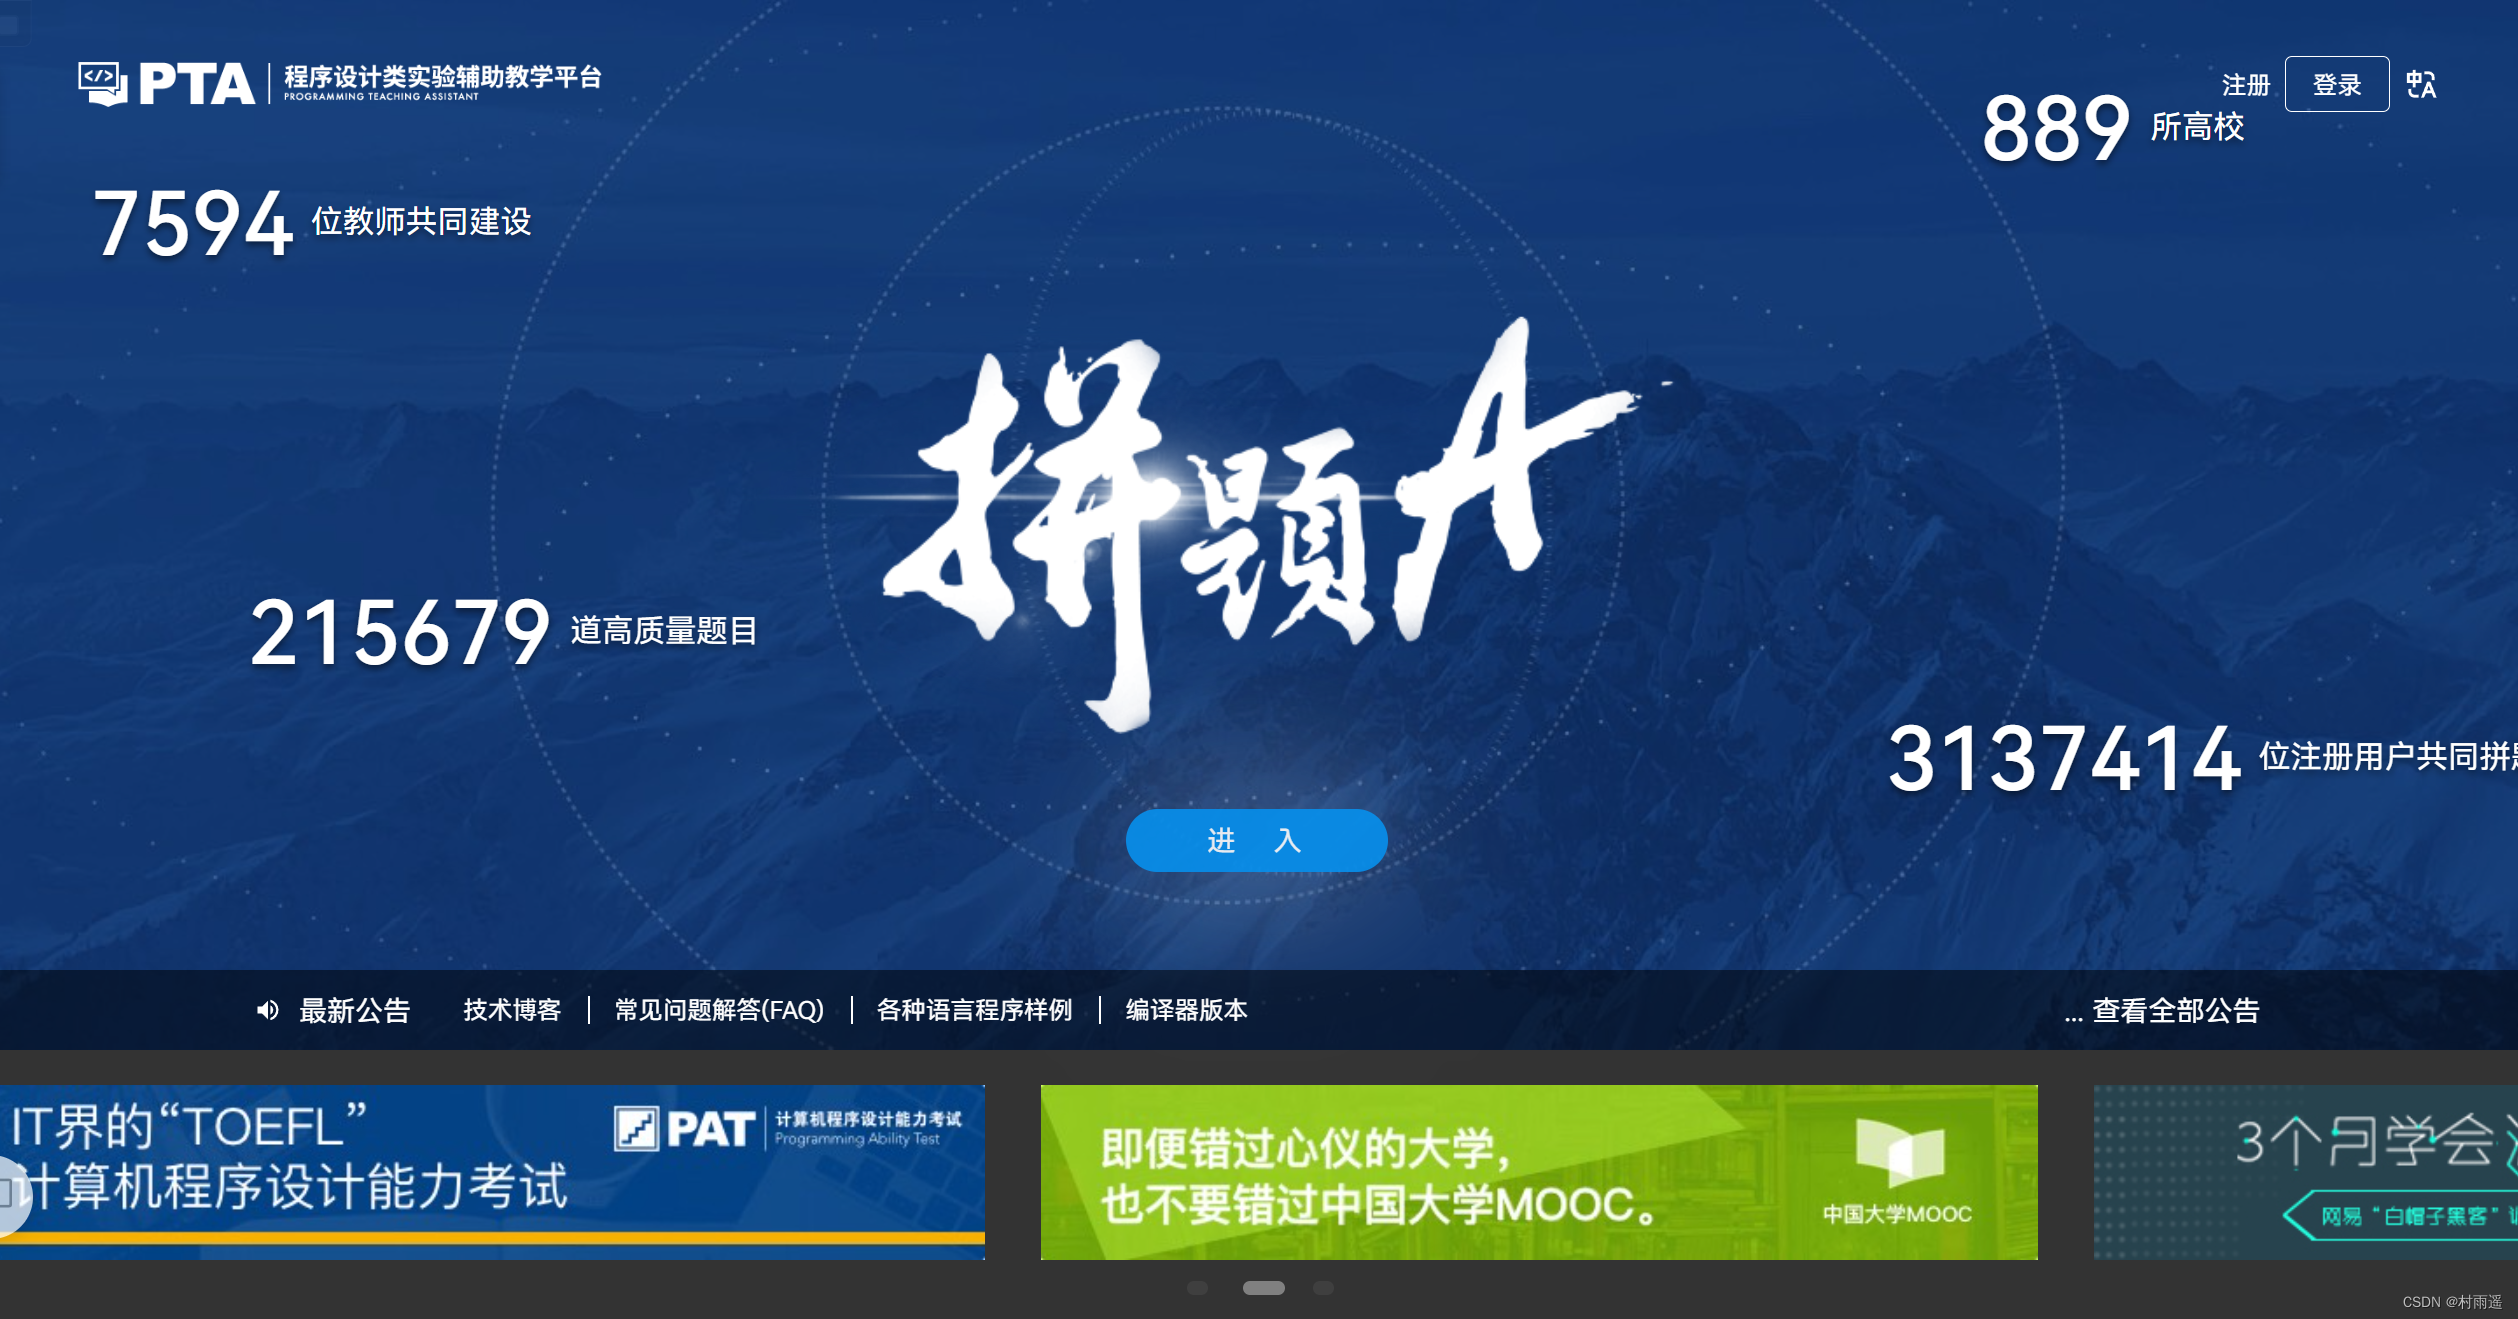 PTA 程序设计类实验辅助教学平台
PROGRAMMING TEACHING ASSISTANT
注册 登录 中A
889 所高校
7594 位教师共同建设
拼题A
215679 道高质量题目
3137414 位注册用户共同拼
进 入
最新公告 技术博客 常见问题解答(FAQ) 各种语言程序样例 编译器版本 ... 查看全部公告
IT界的“TOEFL”
计算机程序设计能力考试
PAT 计算机程序设计能力考试
Programming Ability Test
即便错过心仪的大学，
也不要错过中国大学MOOC。
中国大学MOOC
3个月学会
网易“白帽子黑客”
CSDN @村雨遥